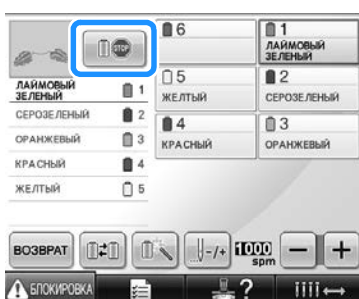 STOP
6
1
ЛАЙМОВЫЙ
ЗЕЛЕНЫЙ
5
ЖЕЛТЫЙ
2
СЕРОЗЕЛЕНЫЙ
4
КРАСНЫЙ
3
ОРАНЖЕВЫЙ
ЛАЙМОВЫЙ
ЗЕЛЕНЫЙ 1
СЕРОЗЕЛЕНЫЙ 2
ОРАНЖЕВЫЙ 3
КРАСНЫЙ 4
ЖЕЛТЫЙ 5
ВОЗВРАТ
-/+
1000
spm
− +
БЛОКИРОВКА
?